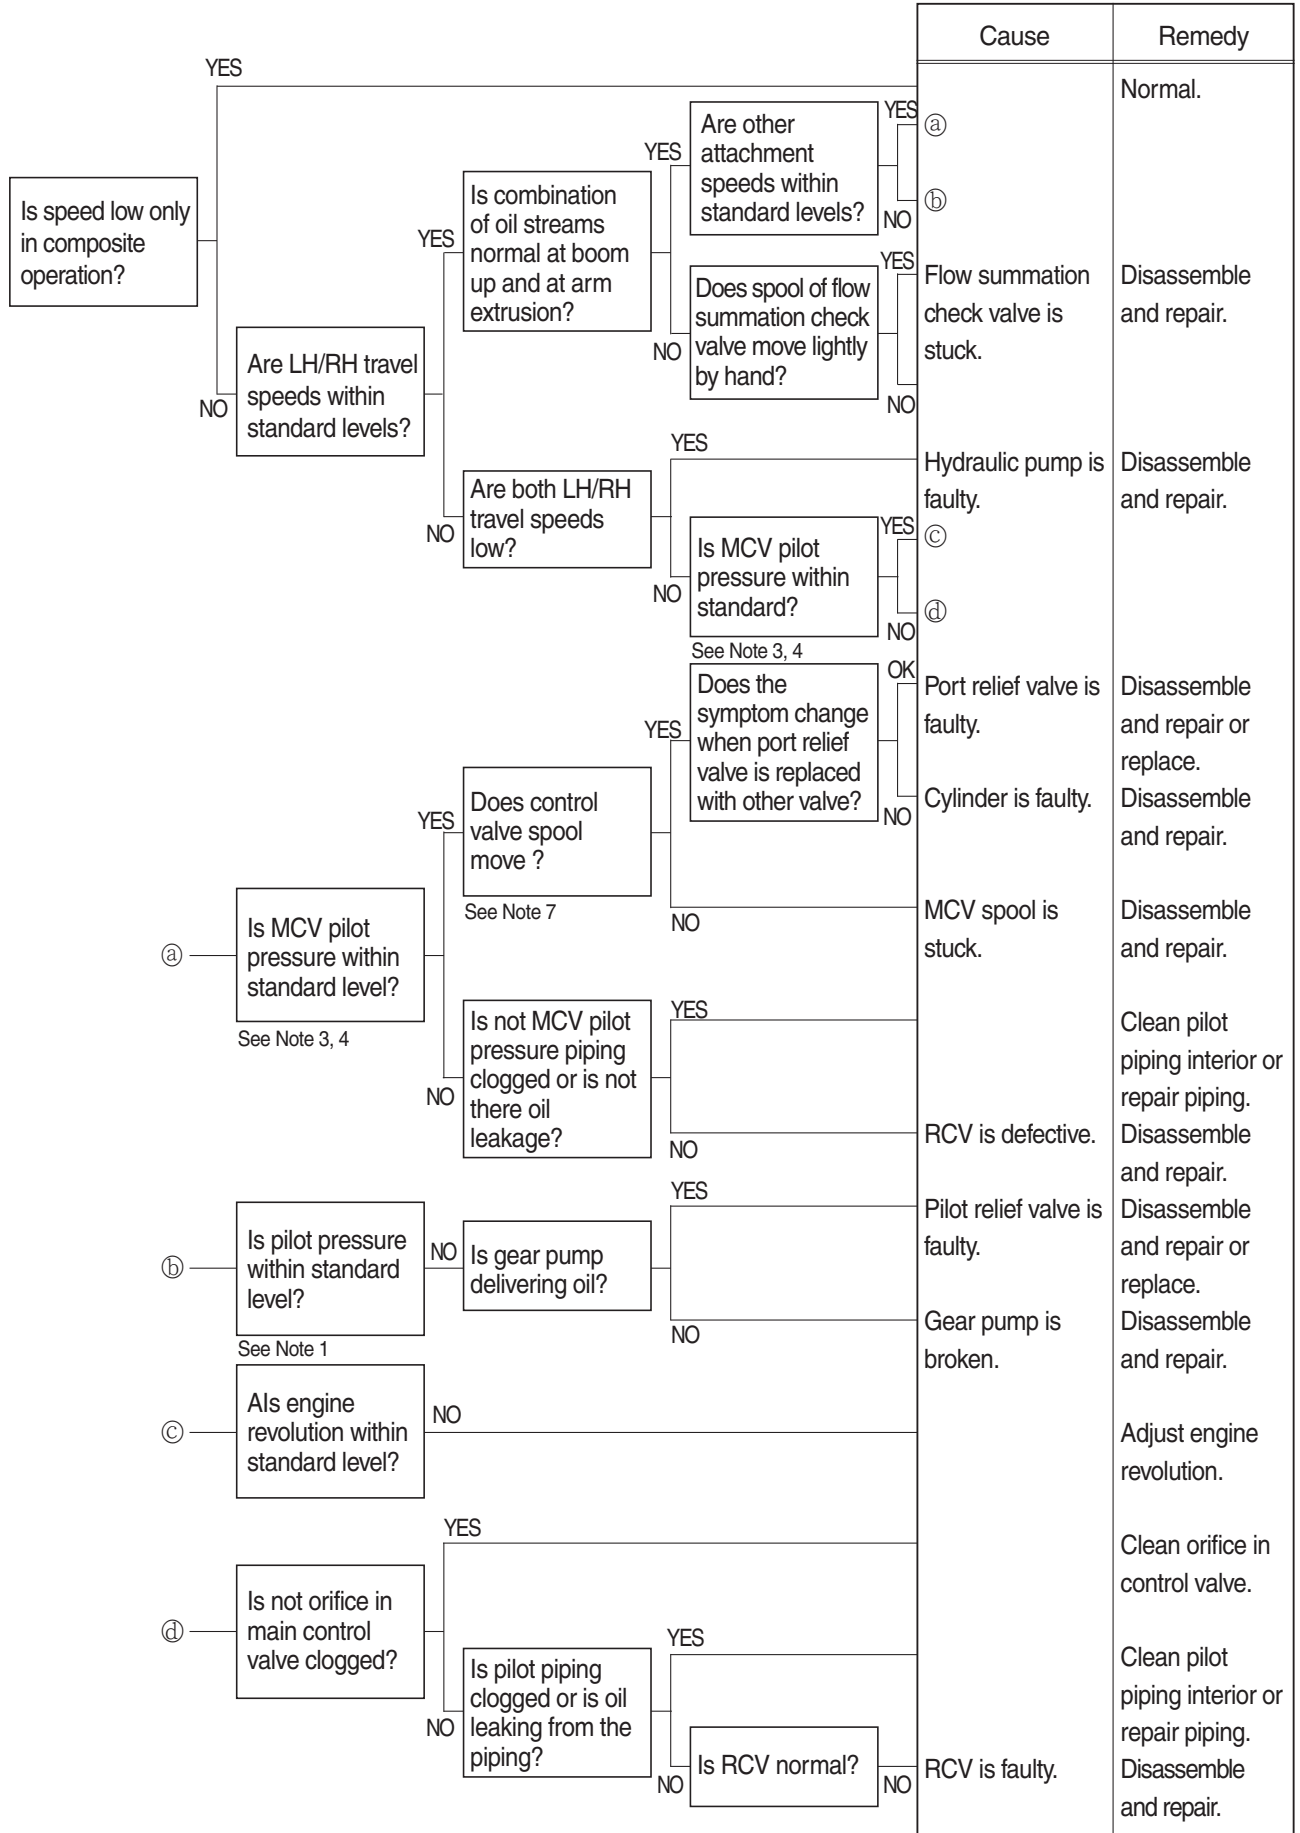 Cause
Remedy
YES
Normal.
Are other
attachment
speeds within
standard levels?
YES
ⓐ
NO
ⓑ
YES
Is speed low only
in composite
operation?
Is combination
of oil streams
normal at boom
up and at arm
extrusion?
YES
Does spool of flow
summation check
valve move lightly
by hand?
YES
NO
NO
Flow summation
check valve is
stuck.
Disassemble
and repair.
NO
Are LH/RH travel
speeds within
standard levels?
YES
Hydraulic pump is
faulty.
Disassemble
and repair.
NO
Are both LH/RH
travel speeds
low?
NO
Is MCV pilot
pressure within
standard?
YES
ⓒ
NO
ⓓ
See Note 3, 4
Does the
symptom change
when port relief
valve is replaced
with other valve?
OK
Port relief valve is
faulty.
Disassemble
and repair or
replace.
YES
NO
Cylinder is faulty.
Disassemble
and repair.
YES
Does control
valve spool
move ?
See Note 7
NO
MCV spool is
stuck.
Disassemble
and repair.
ⓐ
Is MCV pilot
pressure within
standard level?
See Note 3, 4
NO
Is not MCV pilot
pressure piping
clogged or is not
there oil
leakage?
YES
Clean pilot
piping interior or
repair piping.
NO
RCV is defective.
Disassemble
and repair.
ⓑ
Is pilot pressure
within standard
level?
See Note 1
NO
Is gear pump
delivering oil?
YES
Pilot relief valve is
faulty.
Disassemble
and repair or
replace.
NO
Gear pump is
broken.
Disassemble
and repair.
ⓒ
AIs engine
revolution within
standard level?
NO
Adjust engine
revolution.
YES
Clean orifice in
control valve.
ⓓ
Is not orifice in
main control
valve clogged?
NO
Is pilot piping
clogged or is oil
leaking from the
piping?
YES
Clean pilot
piping interior or
repair piping.
NO
Is RCV normal?
NO
RCV is faulty.
Disassemble
and repair.